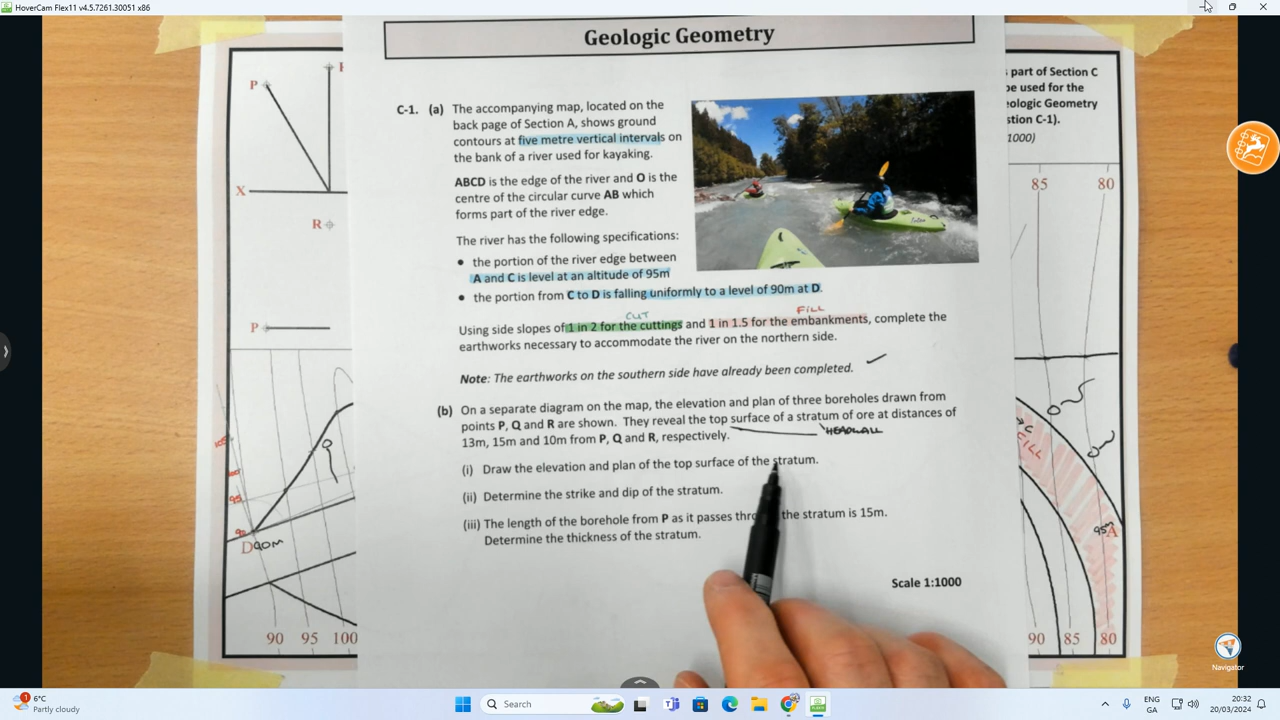 HoverCam Flex11 v4.5.7261.30051 x86
Geologic Geometry
C-1. (a) The accompanying map, located on the
back page of Section A, shows ground
contours at five metre vertical intervals on
the bank of a river used for kayaking.
ABCD is the edge of the river and O is the
centre of the circular curve AB which
forms part of the river edge.
The river has the following specifications:
• the portion of the river edge between
A and C is level at an altitude of 95m
• the portion from C to D is falling uniformly to a level of 90m at D.
CUT
FILL
Using side slopes of 1 in 2 for the cuttings and 1 in 1.5 for the embankments, complete the
earthworks necessary to accommodate the river on the northern side.
Note: The earthworks on the southern side have already been completed.
(b) On a separate diagram on the map, the elevation and plan of three boreholes drawn from
points P, Q and R are shown. They reveal the top surface of a stratum of ore at distances of
13m, 15m and 10m from P, Q and R, respectively.
HEADWALL
(i) Draw the elevation and plan of the top surface of the stratum.
(ii) Determine the strike and dip of the stratum.
(iii) The length of the borehole from P as it passes thro the stratum is 15m.
Determine the thickness of the stratum.
Scale 1:1000
P
X
R
P
95
90
D 90m
90 95 100
part of Section C
be used for the
eologic Geometry
stion C-1).
1000)
85 80
C
FILL
95m A
90 85 80
Navigator
1
6°C
Partly cloudy
Search
ENG
GA
20:32
20/03/2024